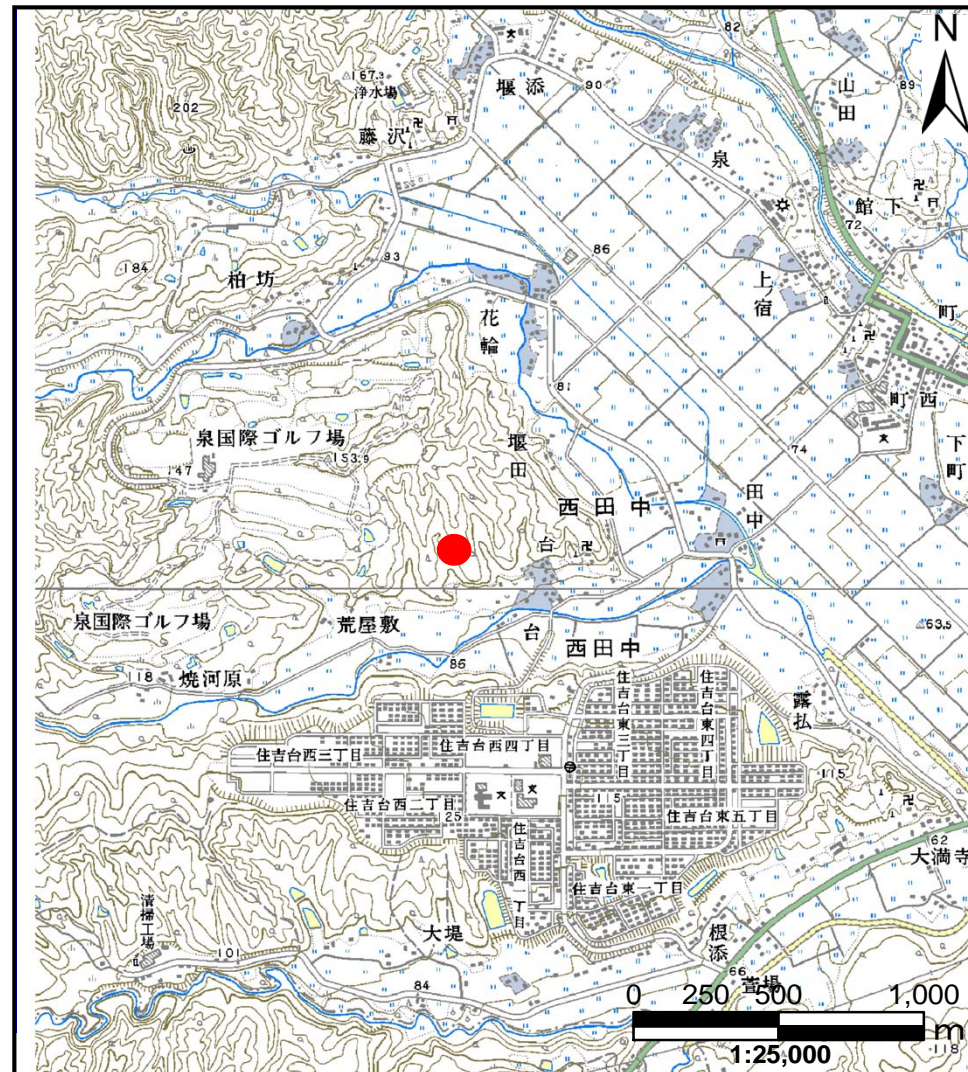 82
N
167.3
浄水場
堰添
90
山田
89
202
藤沢
泉
館下
72
184
93
柏坊
86
上ノ宿
町
花輪
81
町西
泉国際ゴルフ場
153.9
147
堰田
74
下町
西田中
田中
台
泉国際ゴルフ場
荒屋敷
台
西田中
63.5
118
焼河原
86
住吉台東三丁目
住吉台東四丁目
露払
住吉台西三丁目
住吉台西四丁目
115
住吉台西二丁目
125
115
住吉台東五丁目
住吉台西一丁目
62
大満寺
住吉台東一丁目
清掃工場
大堤
根添
101
66
萱場
84
0 250 500 1,000
m
1:25,000
118